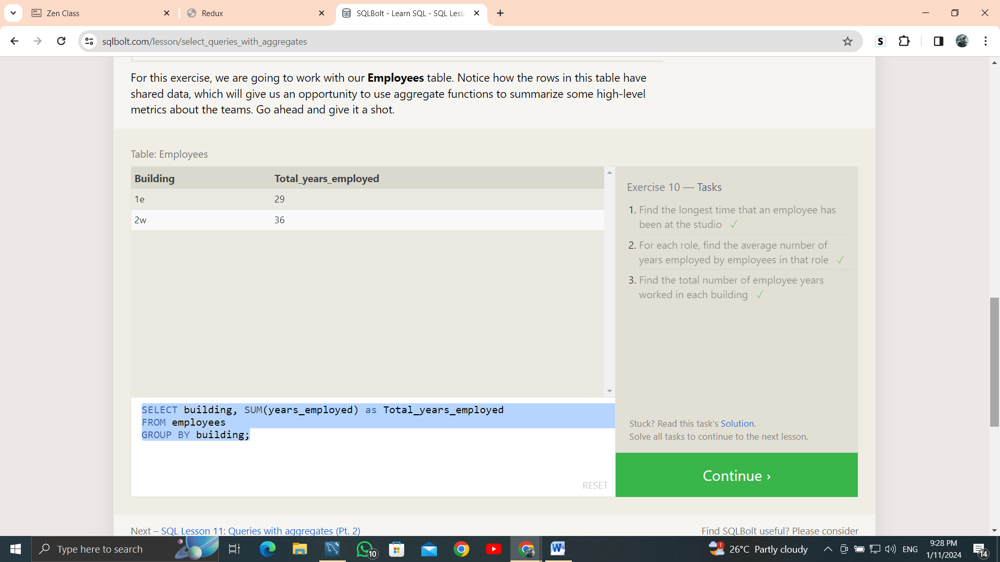 Zen Class
Redux
SQLBolt - Learn SQL - SQL Less
sqlbolt.com/lesson/select_queries_with_aggregates
For this exercise, we are going to work with our Employees table. Notice how the rows in this table have
shared data, which will give us an opportunity to use aggregate functions to summarize some high-level
metrics about the teams. Go ahead and give it a shot.
Table: Employees
Building Total_years_employed
1e 29
2w 36
Exercise 10 — Tasks
1. Find the longest time that an employee has
been at the studio ✓
2. For each role, find the average number of
years employed by employees in that role ✓
3. Find the total number of employee years
worked in each building ✓
SELECT building, SUM(years_employed) as Total_years_employed
FROM employees
GROUP BY building;
RESET
Stuck? Read this task's Solution.
Solve all tasks to continue to the next lesson.
Continue ›
Next – SQL Lesson 11: Queries with aggregates (Pt. 2)
Find SQLBolt useful? Please consider
Type here to search
10
1
26°C Partly cloudy
ENG
9:28 PM
1/11/2024
14